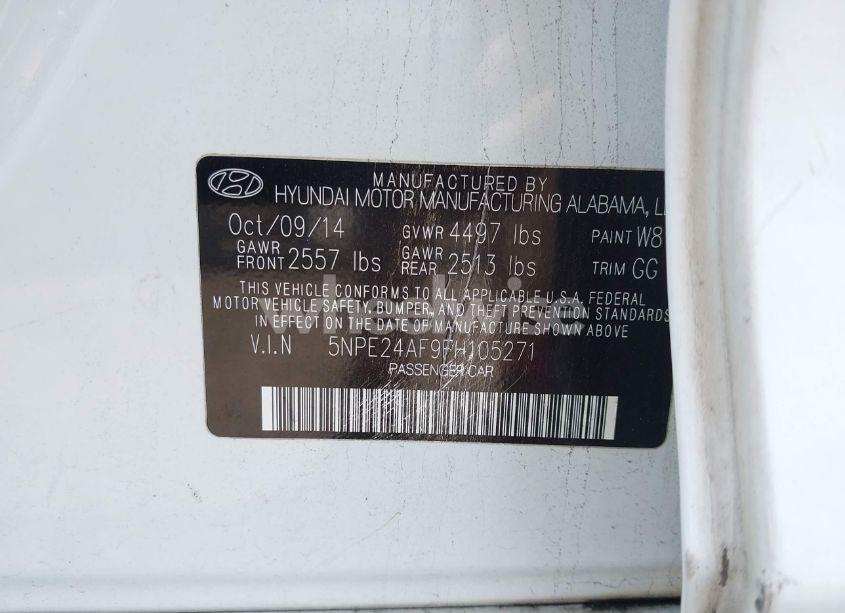 MANUFACTURED BY
HYUNDAI MOTOR MANUFACTURING ALABAMA,
Oct/09/14 GVWR 4497 lbs PAINT W8
GAWR FRONT 2557 lbs GAWR REAR 2513 lbs TRIM GG
THIS VEHICLE CONFORMS TO ALL APPLICABLE U.S.A. FEDERAL
MOTOR VEHICLE SAFETY, BUMPER, AND THEFT PREVENTION STANDARDS
IN EFFECT ON THE DATE OF MANUFACTURE SHOWN ABOVE.
V.I.N 5NPE24AF9FH105271
PASSENGER CAR